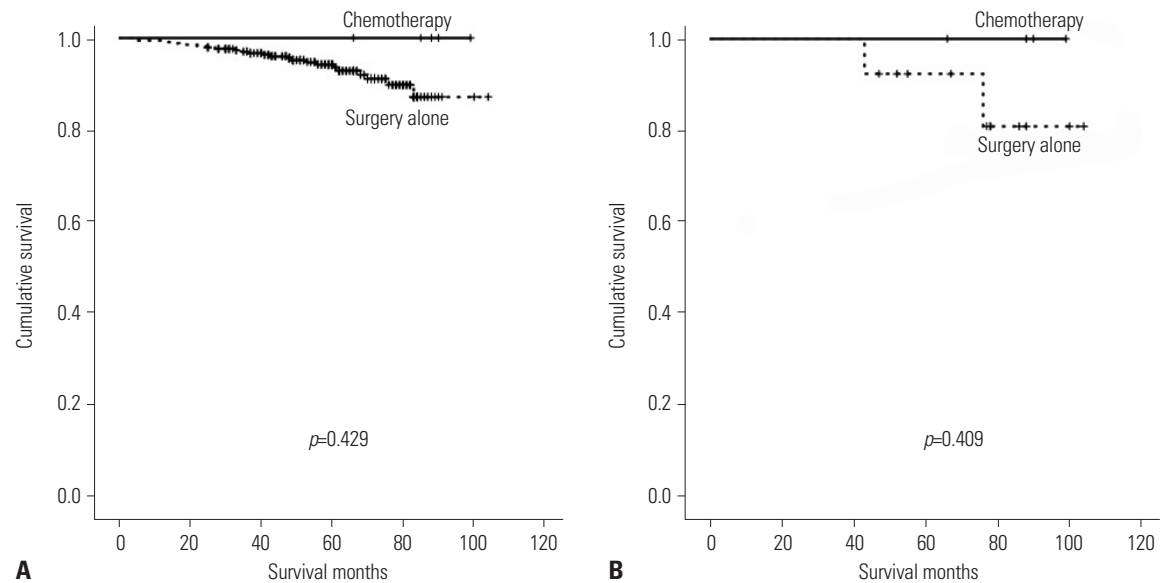 Chemotherapy
1.0
0.8
0.6
0.4
0.2
0.0
Surgery alone
Cumulative survival
p=0.429
0 20 40 60 80 100 120
Survival months
A
Chemotherapy
1.0
0.8
0.6
0.4
0.2
0.0
Surgery alone
Cumulative survival
p=0.409
0 20 40 60 80 100 120
Survival months
B